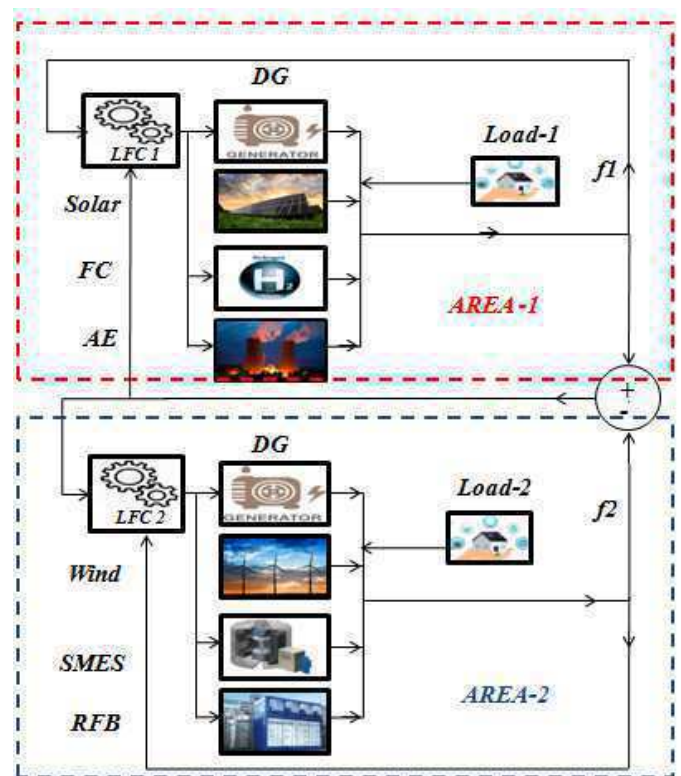 DG
Load-1
LFC 1
GENERATOR
f1
Solar
FC
H2
AREA-1
AE
+
-
DG
Load-2
LFC 2
GENERATOR
f2
Wind
SMES
AREA-2
RFB